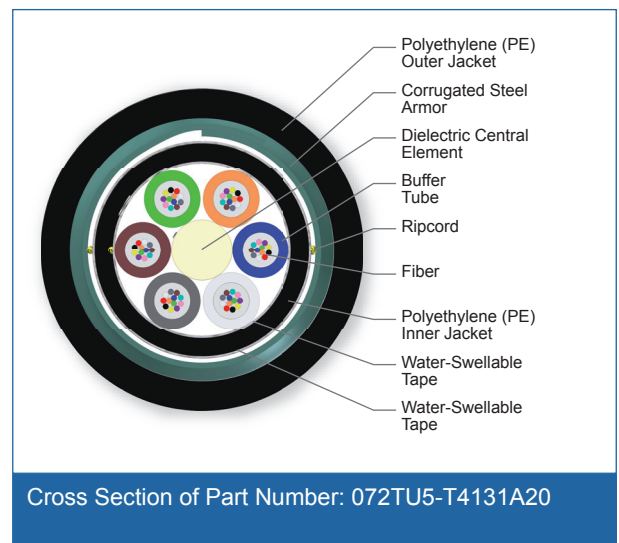 Polyethylene (PE)
Outer Jacket
Corrugated Steel
Armor
Dielectric Central
Element
Buffer
Tube
Ripcord
Fiber
Polyethylene (PE)
Inner Jacket
Water-Swellable
Tape
Water-Swellable
Tape
Cross Section of Part Number: 072TU5-T4131A20